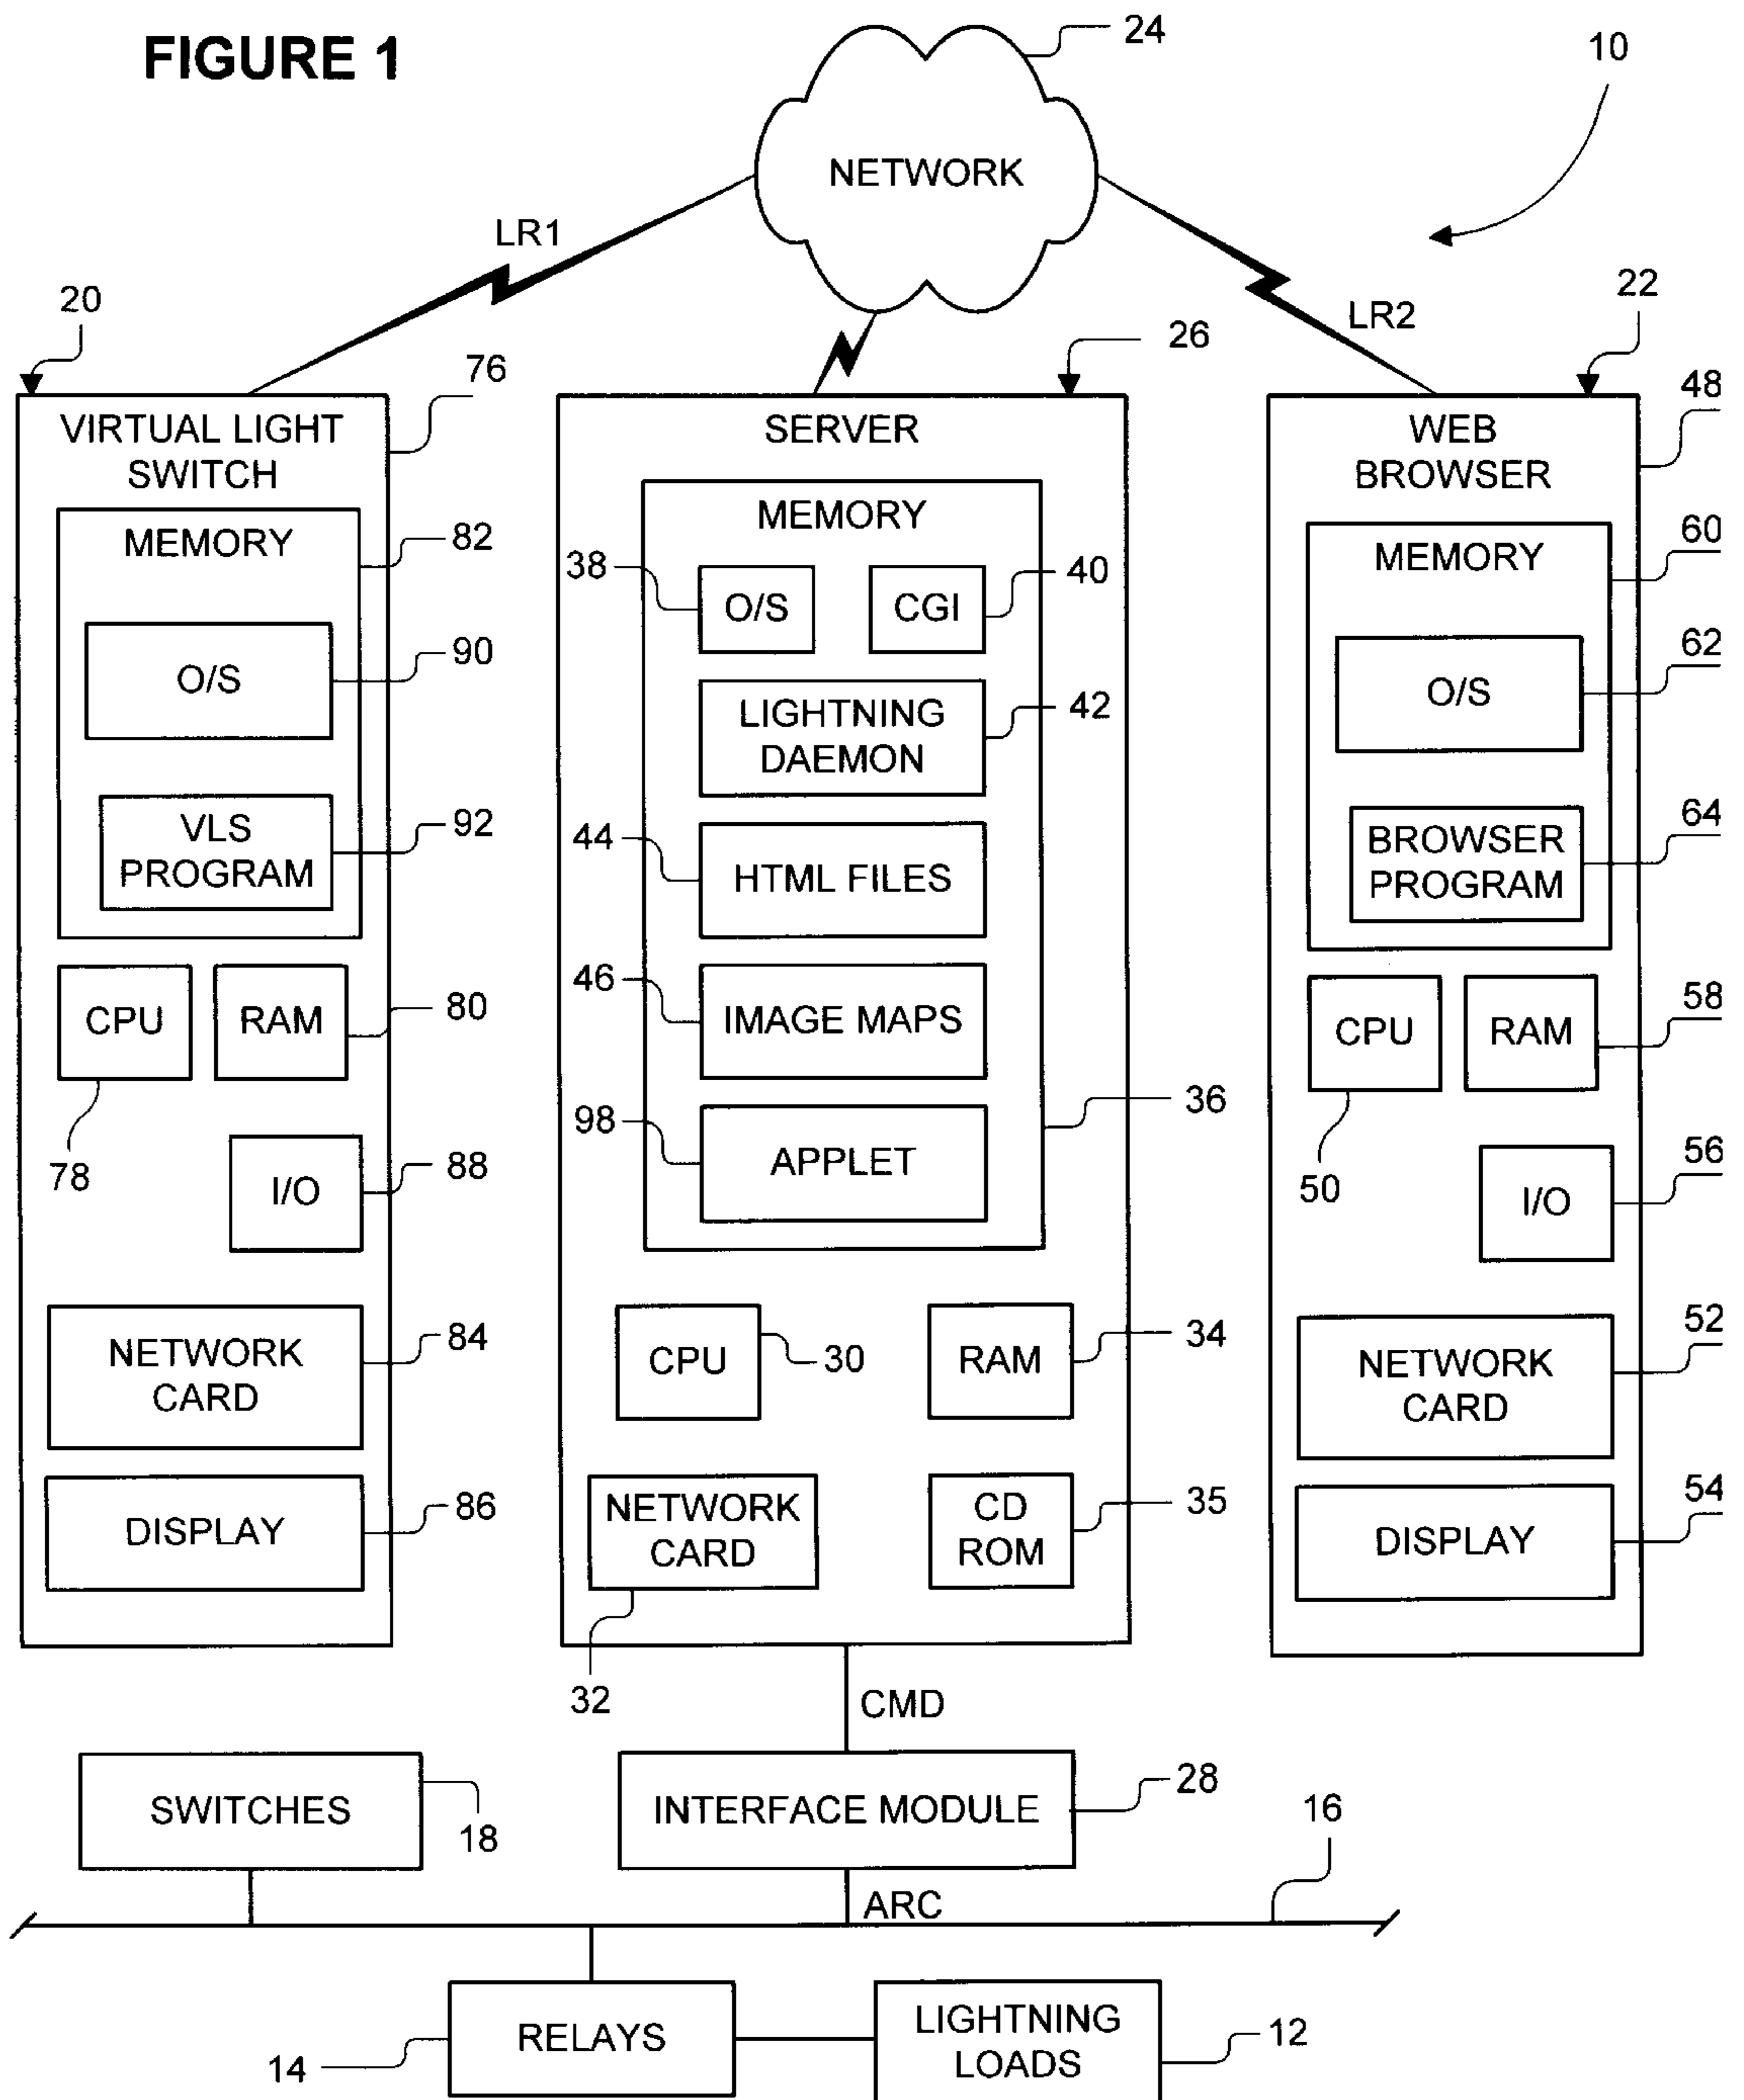 FIGURE 1
24
10
NETWORK
LR1
LR2
20
76
26
22
48
VIRTUAL LIGHT
SWITCH
MEMORY
82
O/S
90
VLS
PROGRAM
92
CPU
RAM
80
78
I/O
88
NETWORK
CARD
84
DISPLAY
86
SERVER
MEMORY
38
O/S
CGI
40
LIGHTNING
DAEMON
42
44
HTML FILES
46
IMAGE MAPS
98
APPLET
36
CPU
30
RAM
34
NETWORK
CARD
32
CD
ROM
35
WEB
BROWSER
MEMORY
60
O/S
62
BROWSER
PROGRAM
64
CPU
RAM
58
50
I/O
56
NETWORK
CARD
52
DISPLAY
54
CMD
SWITCHES
18
INTERFACE MODULE
28
16
ARC
RELAYS
14
LIGHTNING
LOADS
12